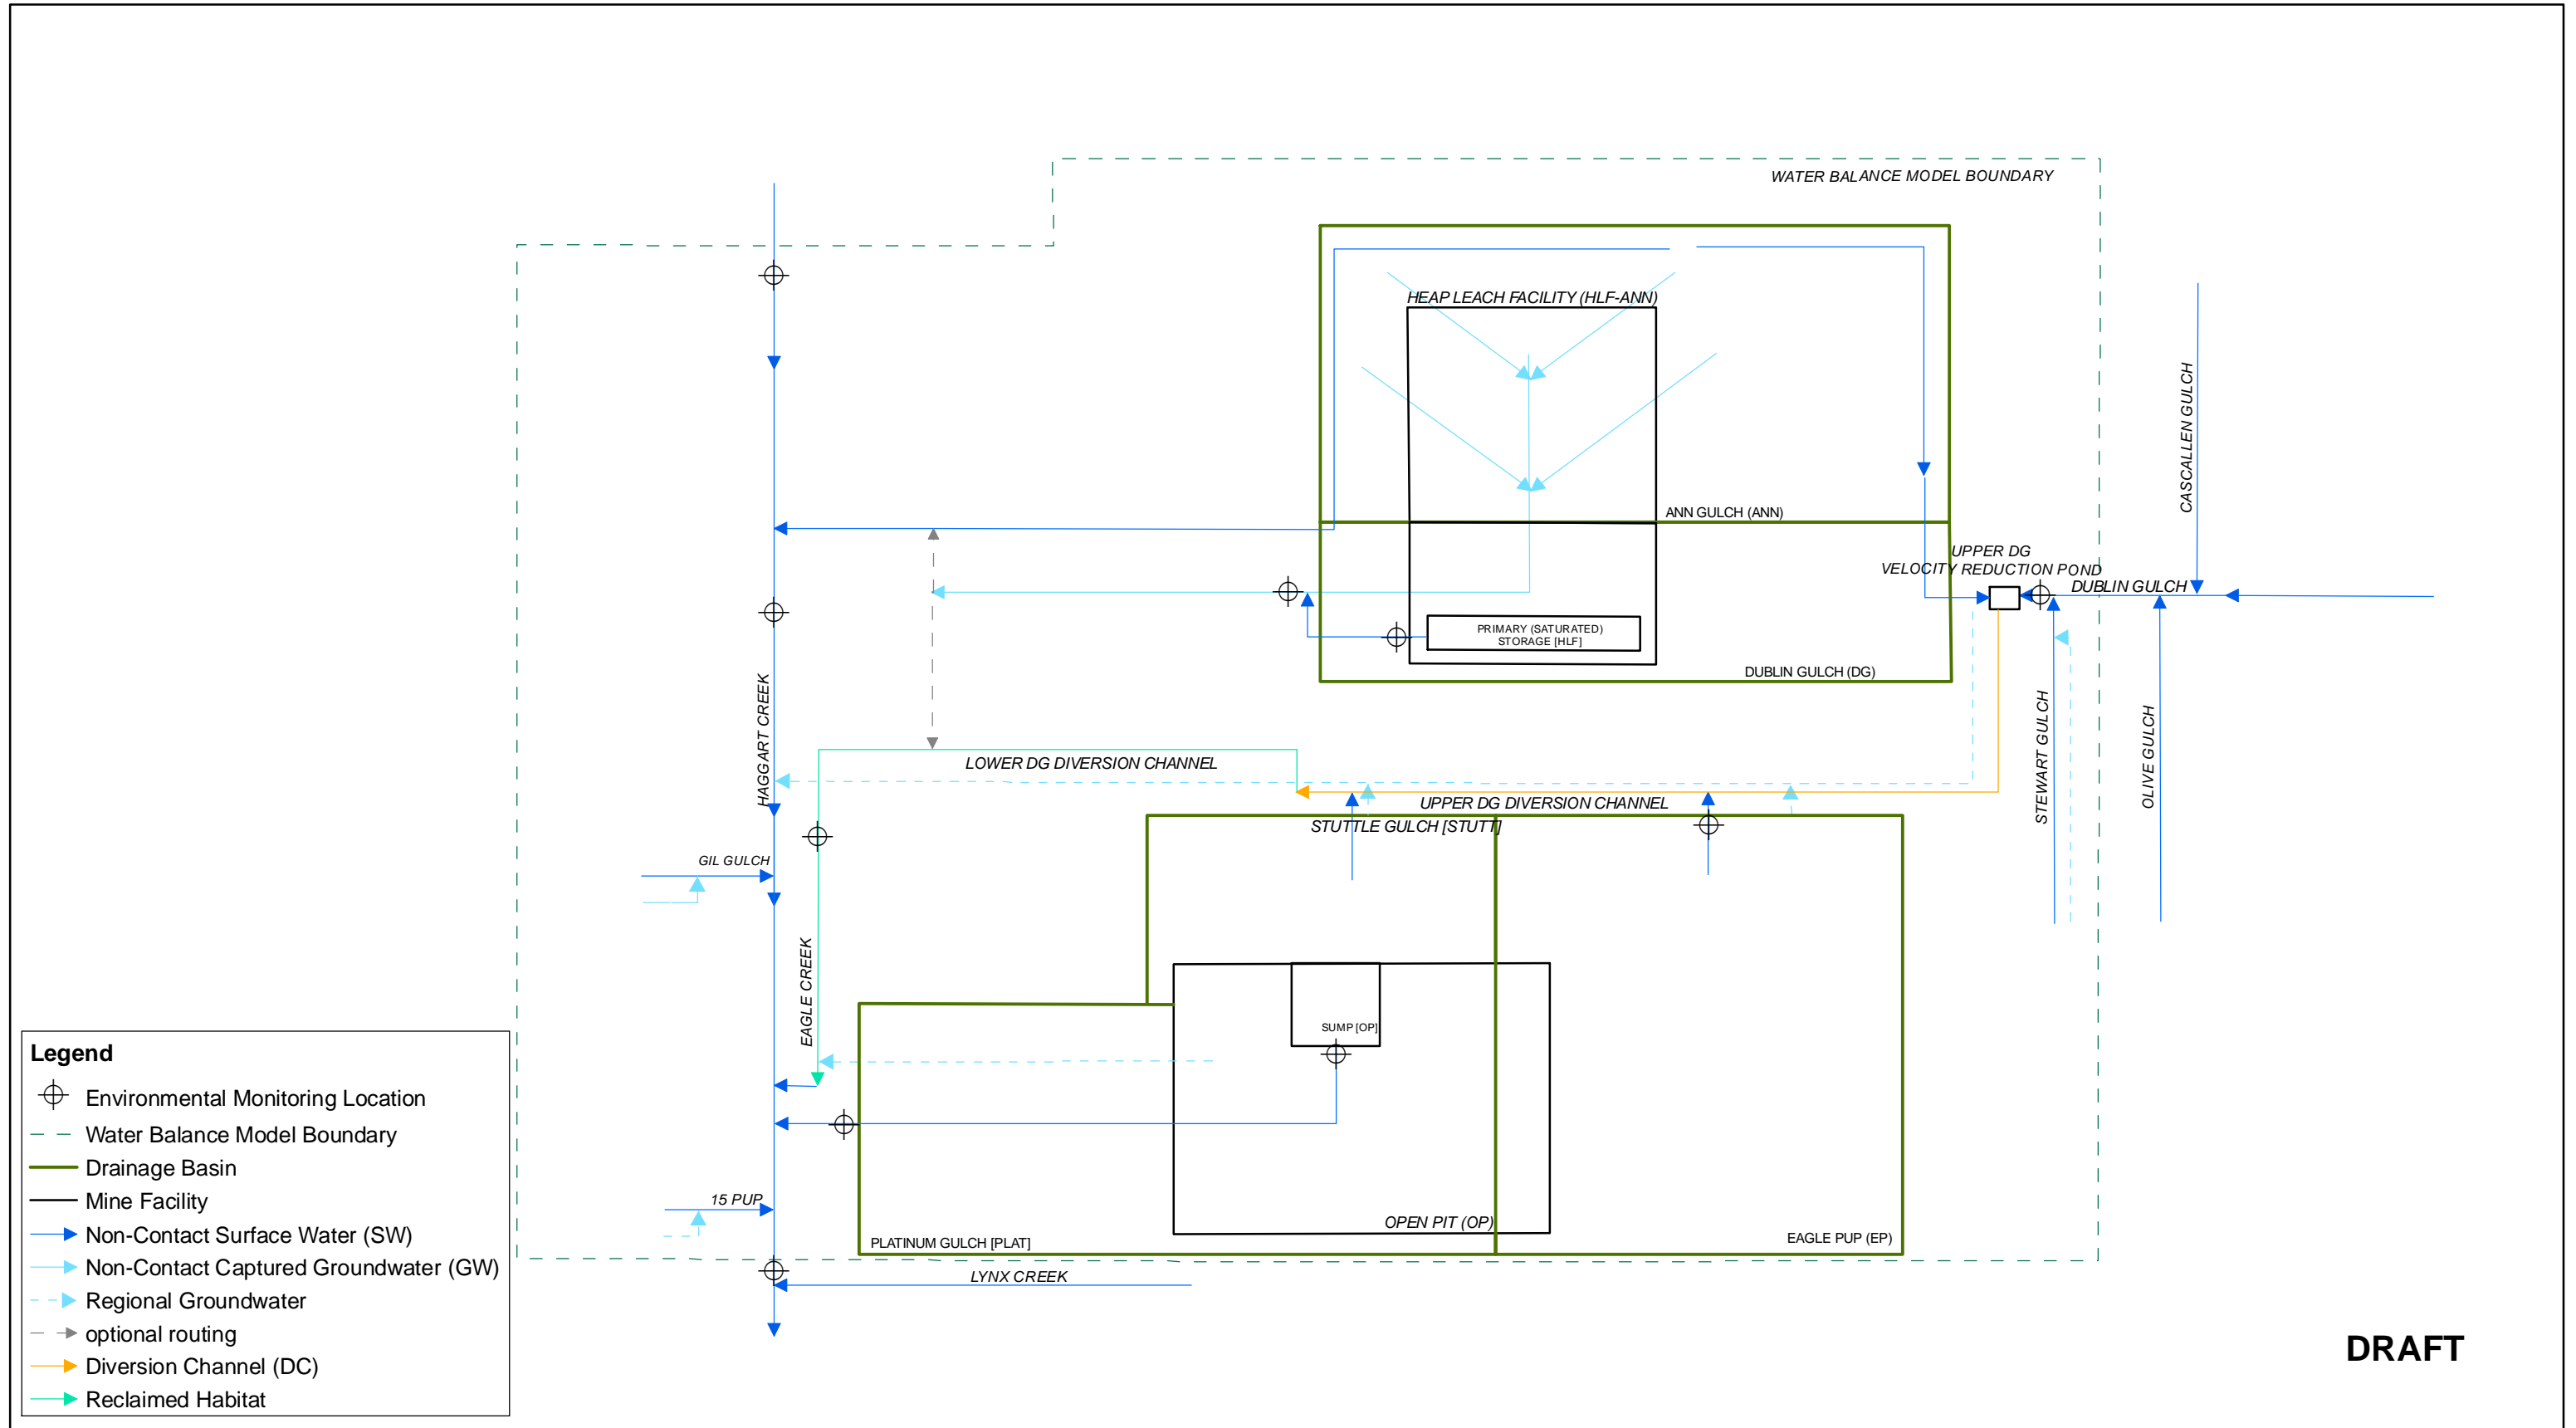 WATER BALANCE MODEL BOUNDARY
HEAP LEACH FACILITY (HLF-ANN)
CASCALLEN GULCH
ANN GULCH (ANN)
UPPER DG
VELOCITY REDUCTION POND
DUBLIN GULCH
PRIMARY (SATURATED)
STORAGE [HLF]
DUBLIN GULCH (DG)
HAGGART CREEK
STEWART GULCH
OLIVE GULCH
LOWER DG DIVERSION CHANNEL
UPPER DG DIVERSION CHANNEL
STUTTLE GULCH [STUTT]
GIL GULCH
EAGLE CREEK
SUMP [OP]
15 PUP
OPEN PIT (OP)
PLATINUM GULCH [PLAT]
EAGLE PUP (EP)
LYNX CREEK
Legend
Environmental Monitoring Location
Water Balance Model Boundary
Drainage Basin
Mine Facility
Non-Contact Surface Water (SW)
Non-Contact Captured Groundwater (GW)
Regional Groundwater
optional routing
Diversion Channel (DC)
Reclaimed Habitat
DRAFT